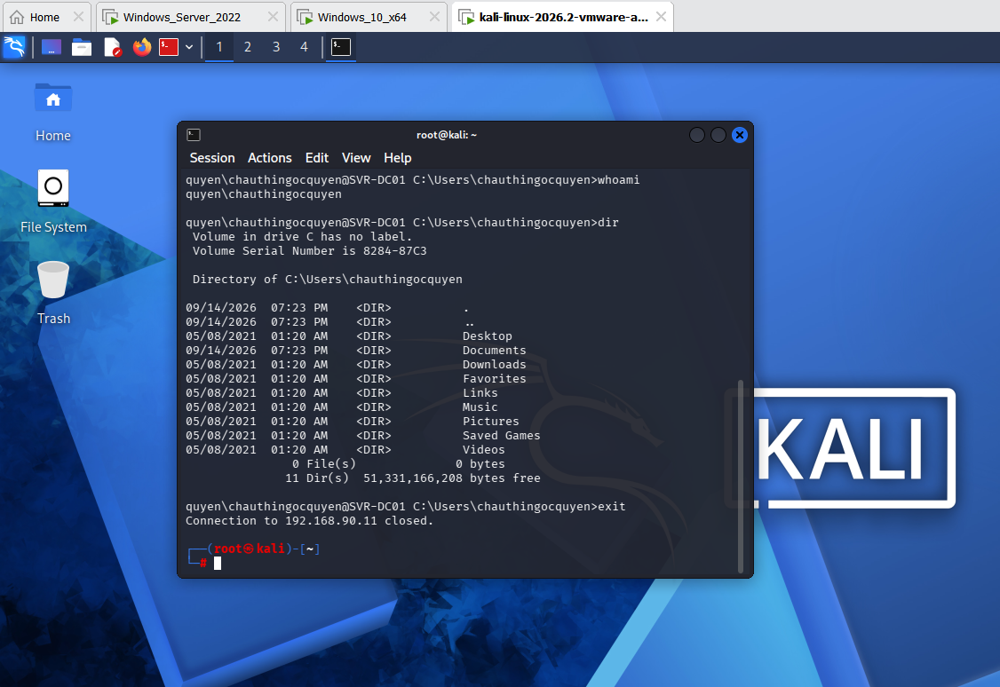 Home
Windows_Server_2022
Windows_10_x64
kali-linux-2026.2-vmware-a...
1 2 3 4
Home
File System
Trash
root@kali: ~
Session Actions Edit View Help
quyen\chauthingocquyen@SVR-DC01 C:\Users\chauthingocquyen>whoami
quyen\chauthingocquyen
quyen\chauthingocquyen@SVR-DC01 C:\Users\chauthingocquyen>dir
 Volume in drive C has no label.
 Volume Serial Number is 8284-87C3
 Directory of C:\Users\chauthingocquyen
09/14/2026  07:23 PM    <DIR>          .
09/14/2026  07:23 PM    <DIR>          ..
05/08/2021  01:20 AM    <DIR>          Desktop
09/14/2026  07:23 PM    <DIR>          Documents
05/08/2021  01:20 AM    <DIR>          Downloads
05/08/2021  01:20 AM    <DIR>          Favorites
05/08/2021  01:20 AM    <DIR>          Links
05/08/2021  01:20 AM    <DIR>          Music
05/08/2021  01:20 AM    <DIR>          Pictures
05/08/2021  01:20 AM    <DIR>          Saved Games
05/08/2021  01:20 AM    <DIR>          Videos
               0 File(s)              0 bytes
              11 Dir(s)  51,331,166,208 bytes free
quyen\chauthingocquyen@SVR-DC01 C:\Users\chauthingocquyen>exit
Connection to 192.168.90.11 closed.
┌──(root㉿kali)-[~]
└─#
KALI